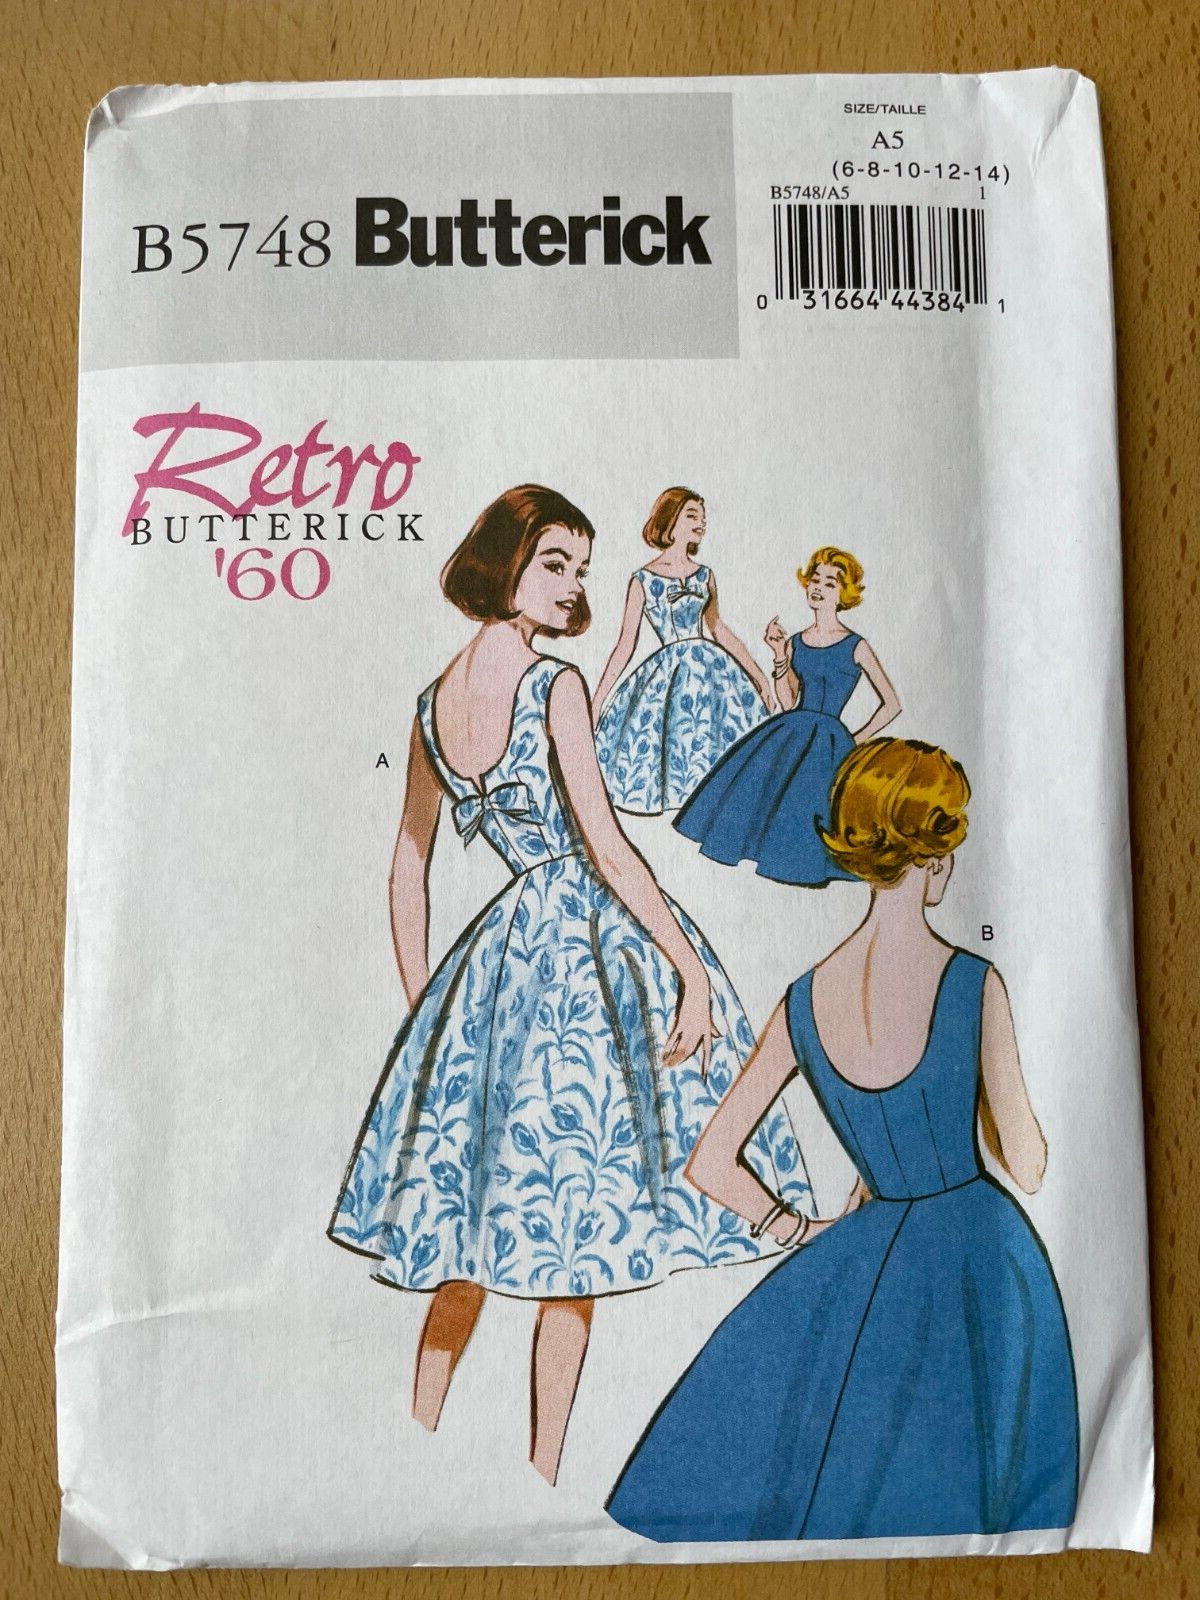 B5748 Butterick
SIZE/TAILLE
A5
(6-8-10-12-14)
B5748/A5 1
0 31664 44384 1
Retro
BUTTERICK
'60
A
B